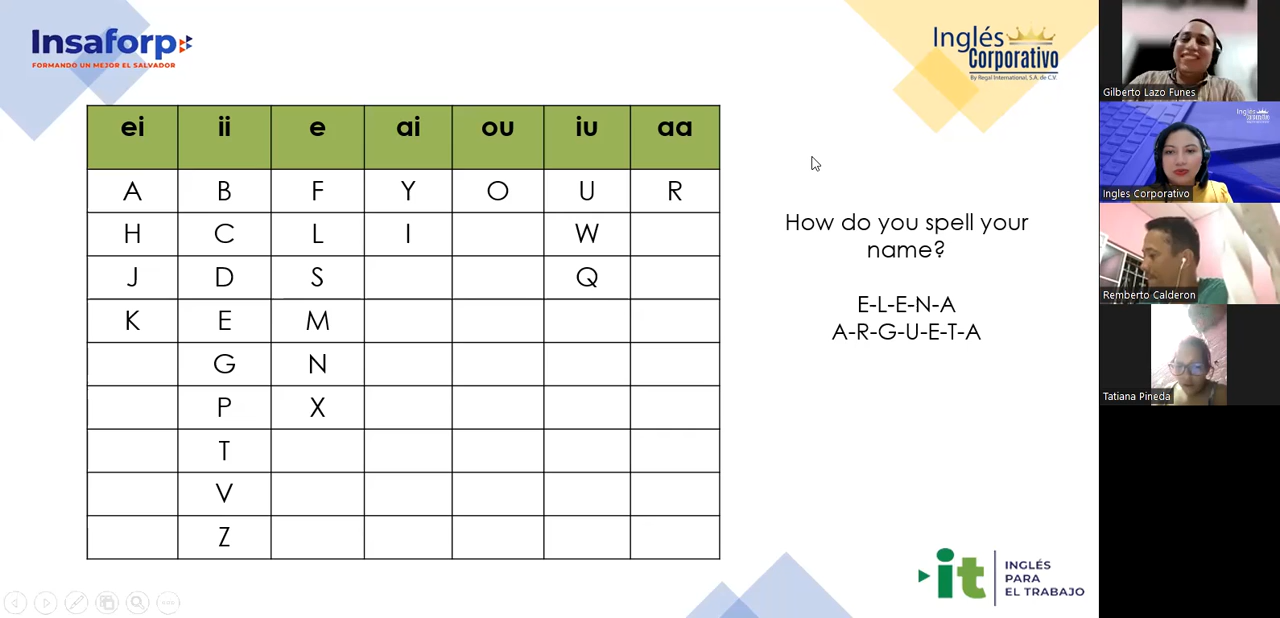 Insaforp
FORMANDO UN MEJOR EL SALVADOR
Inglés
Corporativo
By Regal International, S.A. de C.V.
ei ii e ai ou iu aa
A B F Y O U R
H C L I W
J D S Q
K E M
G N
P X
T
V
Z
How do you spell your
name?
E-L-E-N-A
A-R-G-U-E-T-A
it
INGLÉS
PARA
EL TRABAJO
Gilberto Lazo Funes
Ingles Corporativo
Remberto Calderon
Tatiana Pineda